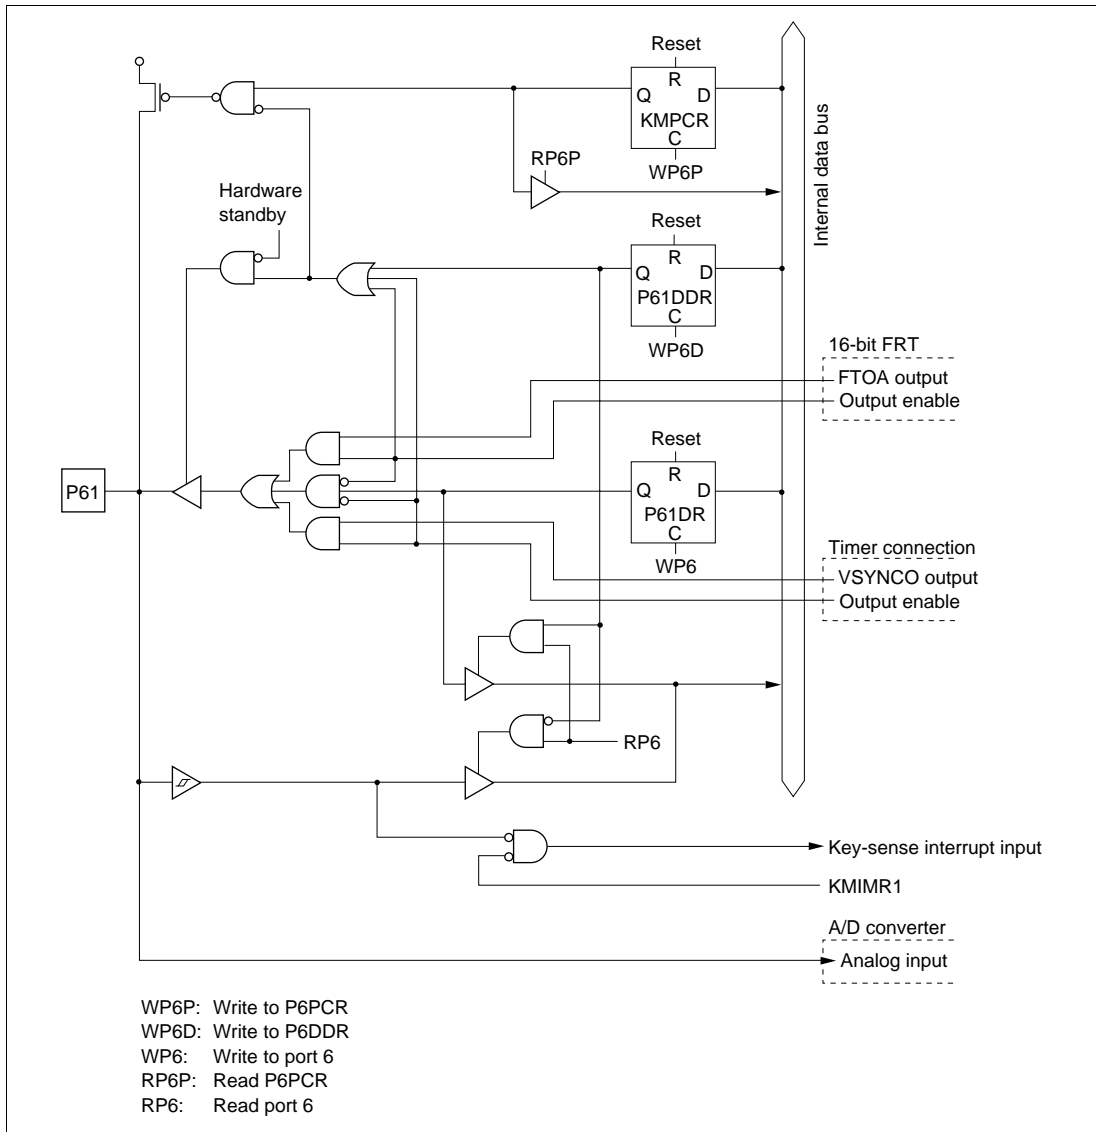 Reset
R
Q D
KMPCR
C
WP6P
RP6P
Internal data bus
Hardware
standby
Reset
R
Q D
P61DDR
C
WP6D
16-bit FRT
FTOA output
Output enable
Reset
R
Q D
P61DR
C
WP6
P61
Timer connection
VSYNCO output
Output enable
RP6
Key-sense interrupt input
KMIMR1
A/D converter
Analog input
WP6P: Write to P6PCR
WP6D: Write to P6DDR
WP6: Write to port 6
RP6P: Read P6PCR
RP6: Read port 6